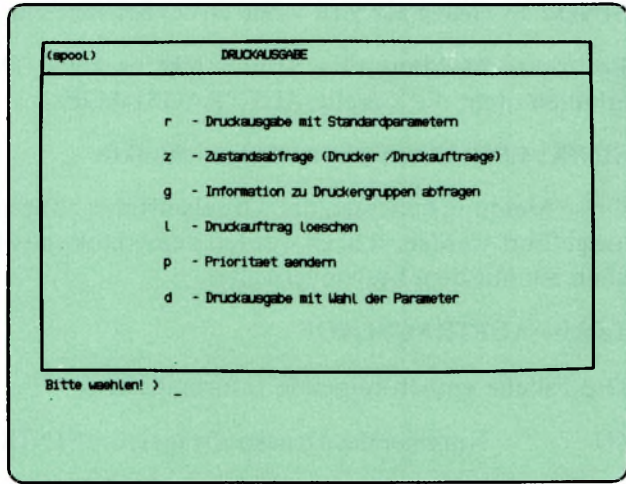 (spool) DRUCKAUSGABE
r - Druckausgabe mit Standardparametern
z - Zustandsabfrage (Drucker /Druckauftraege)
g - Information zu Druckergruppen abfragen
l - Druckauftrag loeschen
p - Prioritaet aendern
d - Druckausgabe mit Wahl der Parameter
Bitte waehlen! > _